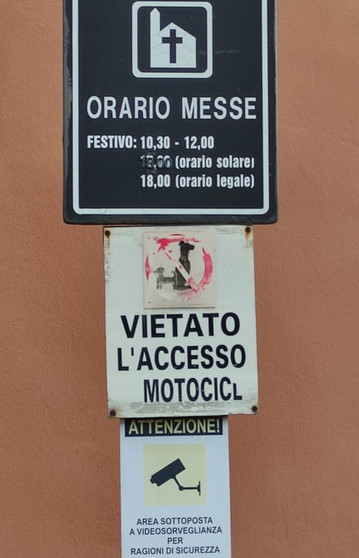 ORARIO MESSE
FESTIVO: 10,30 - 12,00
(orario solare)
18,00 (orario legale)
VIETATO
L'ACCESSO
MOTOCICL
ATTENZIONE!
AREA SOTTOPOSTA
A VIDEOSORVEGLIANZA
PER
RAGIONI DI SICUREZZA